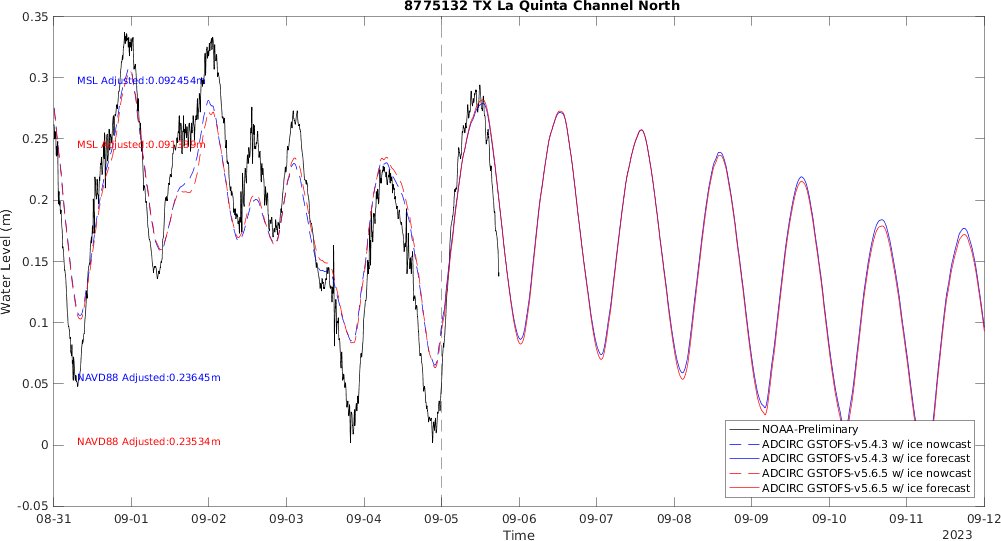 8775132 TX La Quinta Channel North
0.35
0.3
0.25
0.2
0.15
0.1
0.05
0
-0.05
Water Level (m)
MSL Adjusted:0.092454m
MSL
NAVD88 Adjusted:0.23645m
NAVD88 Adjusted:0.23534m
NOAA-Preliminary
ADCIRC GSTOFS-v5.4.3 w/ ice nowcast
ADCIRC GSTOFS-v5.4.3 w/ ice forecast
ADCIRC GSTOFS-v5.6.5 w/ ice nowcast
ADCIRC GSTOFS-v5.6.5 w/ ice forecast
08-31 09-01 09-02 09-03 09-04 09-05 09-06 09-07 09-08 09-09 09-10 09-11 09-12
Time
2023